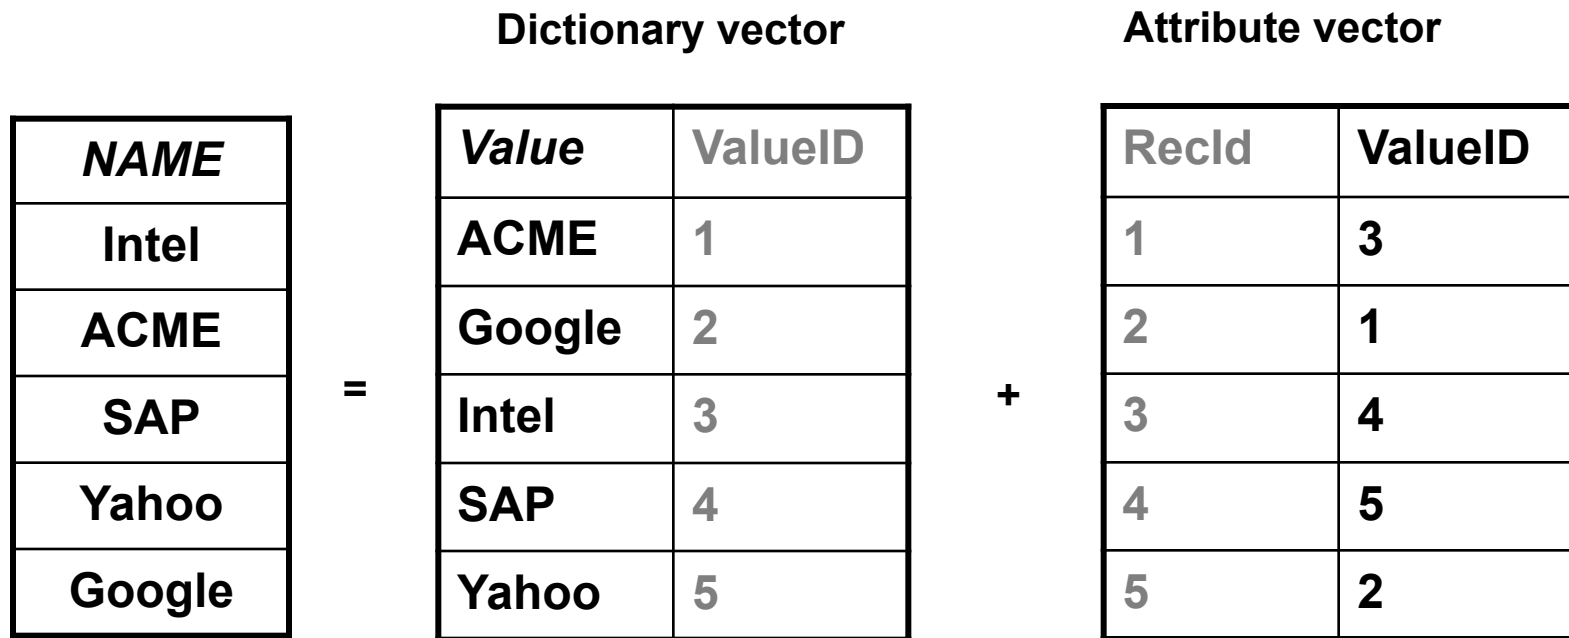 Dictionary vector Attribute vector
NAME
Intel
ACME
SAP
Yahoo
Google
=
Value ValueID
ACME 1
Google 2
Intel 3
SAP 4
Yahoo 5
+
RecId ValueID
1 3
2 1
3 4
4 5
5 2